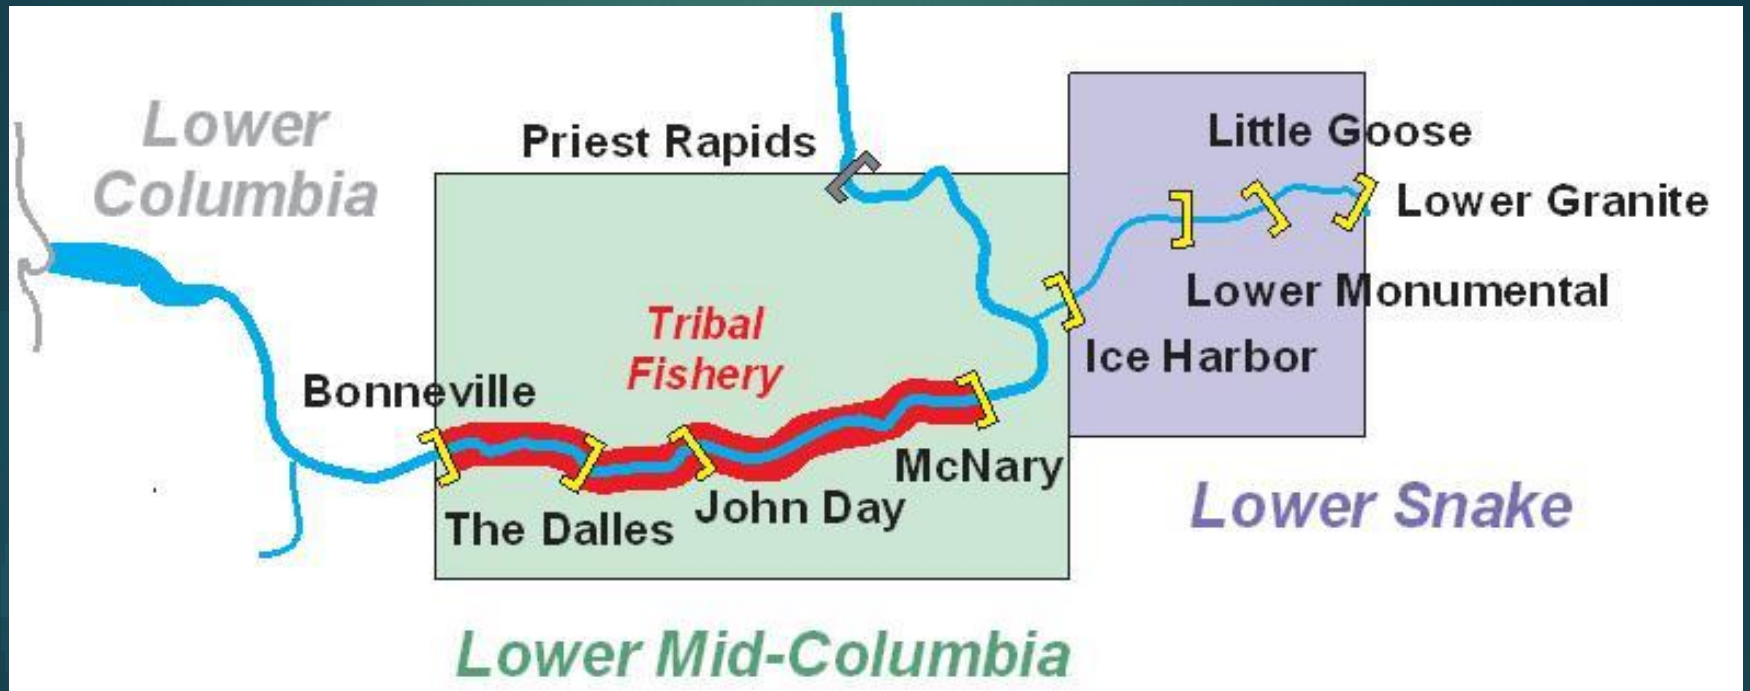 Lower
Columbia
Priest Rapids
Little Goose
Lower Granite
Lower Monumental
Tribal
Fishery
Ice Harbor
Bonneville
McNary
John Day
The Dalles
Lower Snake
Lower Mid-Columbia